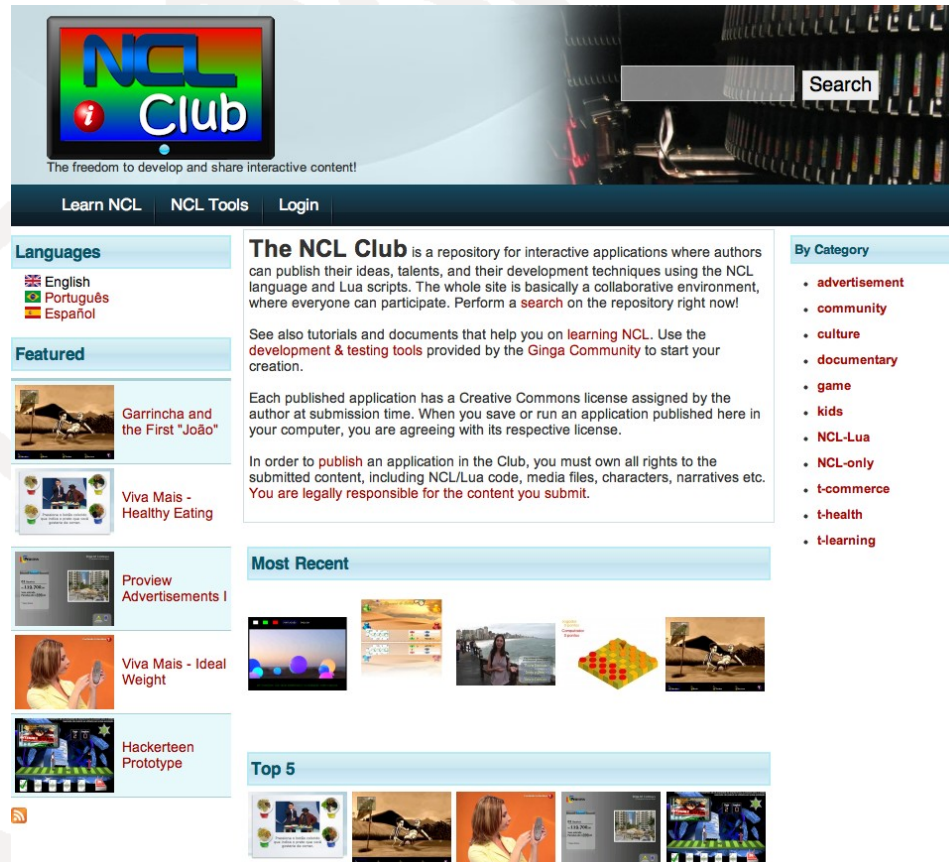 NCL
i
Club
The freedom to develop and share interactive content!
Search
Learn NCL
NCL Tools
Login
Languages
English
Português
Español
Featured
Garrincha and
the First "João"
Viva Mais -
Healthy Eating
Proview
Advertisements I
Viva Mais - Ideal
Weight
Hackerteen
Prototype
The NCL Club is a repository for interactive applications where authors
can publish their ideas, talents, and their development techniques using the NCL
language and Lua scripts. The whole site is basically a collaborative environment,
where everyone can participate. Perform a search on the repository right now!
See also tutorials and documents that help you on learning NCL. Use the
development & testing tools provided by the Ginga Community to start your
creation.
Each published application has a Creative Commons license assigned by the
author at submission time. When you save or run an application published here in
your computer, you are agreeing with its respective license.
In order to publish an application in the Club, you must own all rights to the
submitted content, including NCL/Lua code, media files, characters, narratives etc.
You are legally responsible for the content you submit.
Most Recent
Top 5
By Category
advertisement
community
culture
documentary
game
kids
NCL-Lua
NCL-only
t-commerce
t-health
t-learning